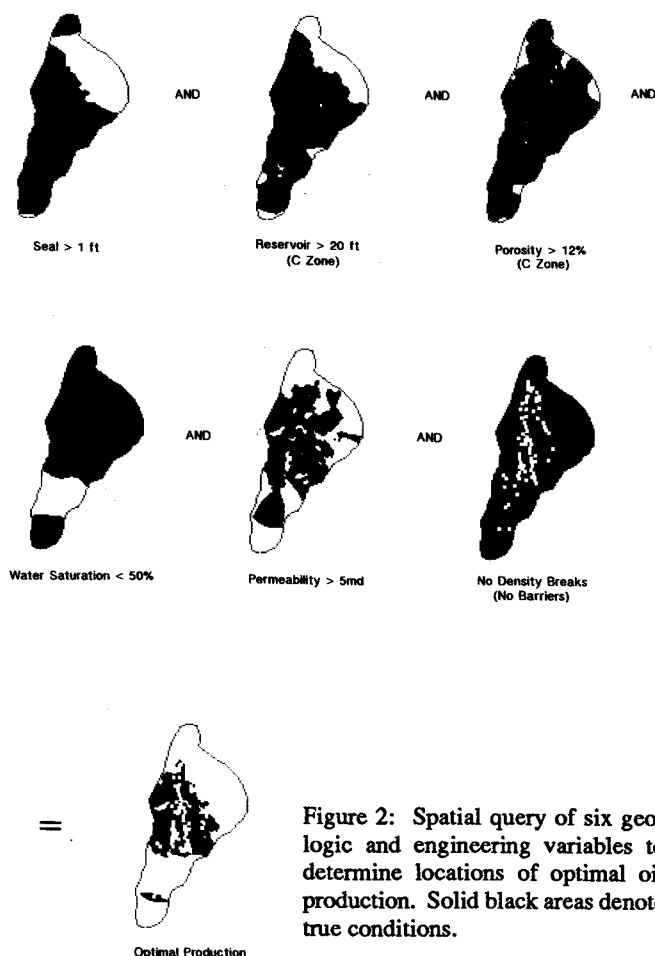 AND
AND
AND
Seal > 1 ft
Reservoir > 20 ft
(C Zone)
Porosity > 12%
(C Zone)
AND
AND
Water Saturation < 50%
Permeability > 5md
No Density Breaks
(No Barriers)
=
Optimal Production
Figure 2: Spatial query of six geo
logic and engineering variables to
determine locations of optimal oi
production. Solid black areas denote
true conditions.